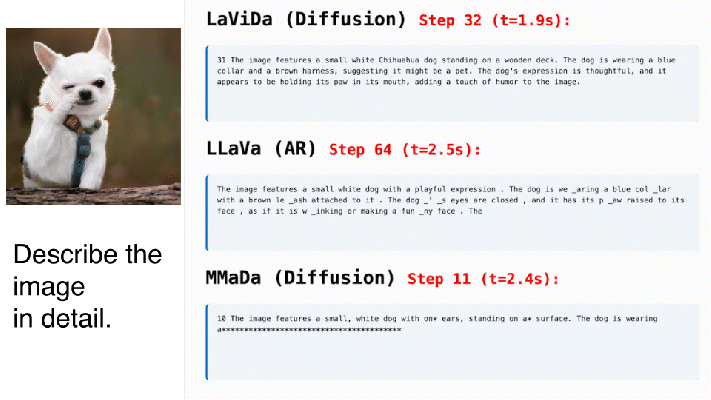 LaViDa (Diffusion) Step 32 (t=1.9s):
31 The image features a small white Chihuahua dog standing on a wooden deck. The dog is wearing a blue
collar and a brown harness, suggesting it might be a pet. The dog's expression is thoughtful, and it
appears to be holding its paw in its mouth, adding a touch of humor to the image.
LLaVa (AR) Step 64 (t=2.5s):
The image features a small white dog with a playful expression . The dog is we _aring a blue col _lar
with a brown le _ash attached to it . The dog _' _s eyes are closed , and it has its p _aw raised to its
face , as if it is w _inking or making a fun _ny face . The
MMaDa (Diffusion) Step 11 (t=2.4s):
10 The image features a small, white dog with on* ears, standing on a* surface. The dog is wearing
a****************************************
Describe the
image
in detail.